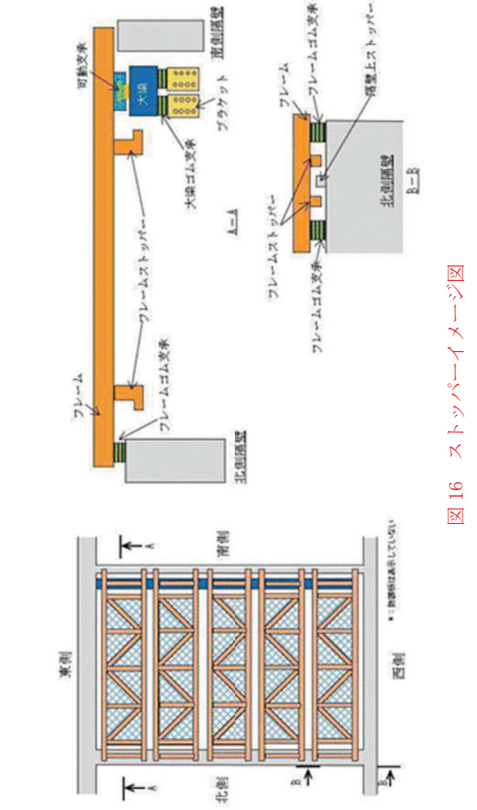 東側
A
A
北側
南側
B
B
西側
*：防護板は表示していない
フレーム
可動支承
大梁
南側隔壁
フレームストッパー
大梁ゴム支承
ブラケット
フレームゴム支承
北側隔壁
A－A
フレーム
フレームストッパー
フレームゴム支承
隔壁上ストッパー
フレームゴム支承
北側隔壁
B－B
図16　ストッパーイメージ図